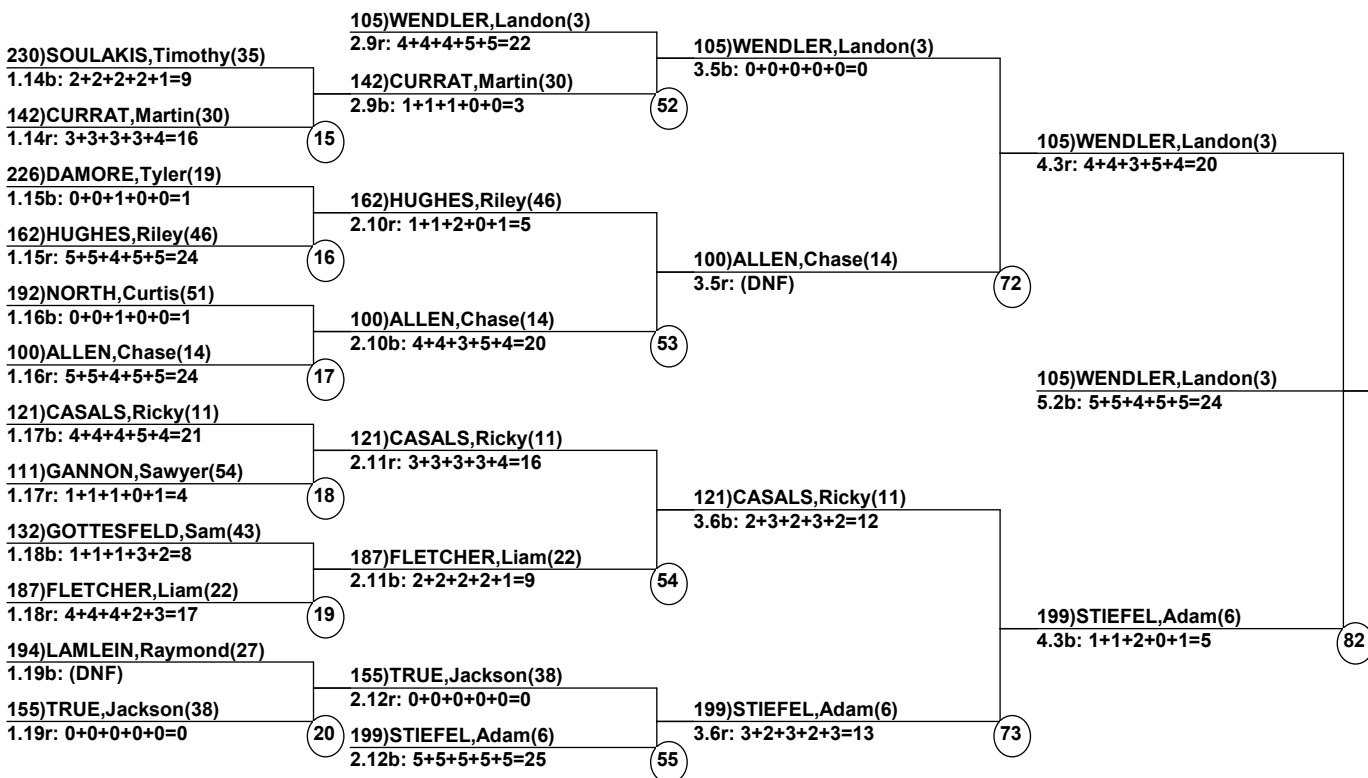 230)SOULAKIS,Timothy(35)
1.14b: 2+2+2+2+1=9
142)CURRAT,Martin(30)
1.14r: 3+3+3+3+4=16
15
226)DAMORE,Tyler(19)
1.15b: 0+0+1+0+0=1
162)HUGHES,Riley(46)
1.15r: 5+5+4+5+5=24
16
192)NORTH,Curtis(51)
1.16b: 0+0+1+0+0=1
100)ALLEN,Chase(14)
1.16r: 5+5+4+5+5=24
17
121)CASALS,Ricky(11)
1.17b: 4+4+4+5+4=21
111)GANNON,Sawyer(54)
1.17r: 1+1+1+0+1=4
18
132)GOTTESFELD,Sam(43)
1.18b: 1+1+1+3+2=8
187)FLETCHER,Liam(22)
1.18r: 4+4+4+2+3=17
19
194)LAMLEIN,Raymond(27)
1.19b: (DNF)
155)TRUE,Jackson(38)
1.19r: 0+0+0+0+0=0
20
105)WENDLER,Landon(3)
2.9r: 4+4+4+5+5=22
142)CURRAT,Martin(30)
2.9b: 1+1+1+0+0=3
52
162)HUGHES,Riley(46)
2.10r: 1+1+2+0+1=5
100)ALLEN,Chase(14)
2.10b: 4+4+3+5+4=20
53
121)CASALS,Ricky(11)
2.11r: 3+3+3+3+4=16
187)FLETCHER,Liam(22)
2.11b: 2+2+2+2+1=9
54
155)TRUE,Jackson(38)
2.12r: 0+0+0+0+0=0
199)STIEFEL,Adam(6)
2.12b: 5+5+5+5+5=25
55
105)WENDLER,Landon(3)
3.5b: 0+0+0+0+0=0
100)ALLEN,Chase(14)
3.5r: (DNF)
72
121)CASALS,Ricky(11)
3.6b: 2+3+2+3+2=12
199)STIEFEL,Adam(6)
3.6r: 3+2+3+2+3=13
73
105)WENDLER,Landon(3)
4.3r: 4+4+3+5+4=20
199)STIEFEL,Adam(6)
4.3b: 1+1+2+0+1=5
82
105)WENDLER,Landon(3)
5.2b: 5+5+4+5+5=24